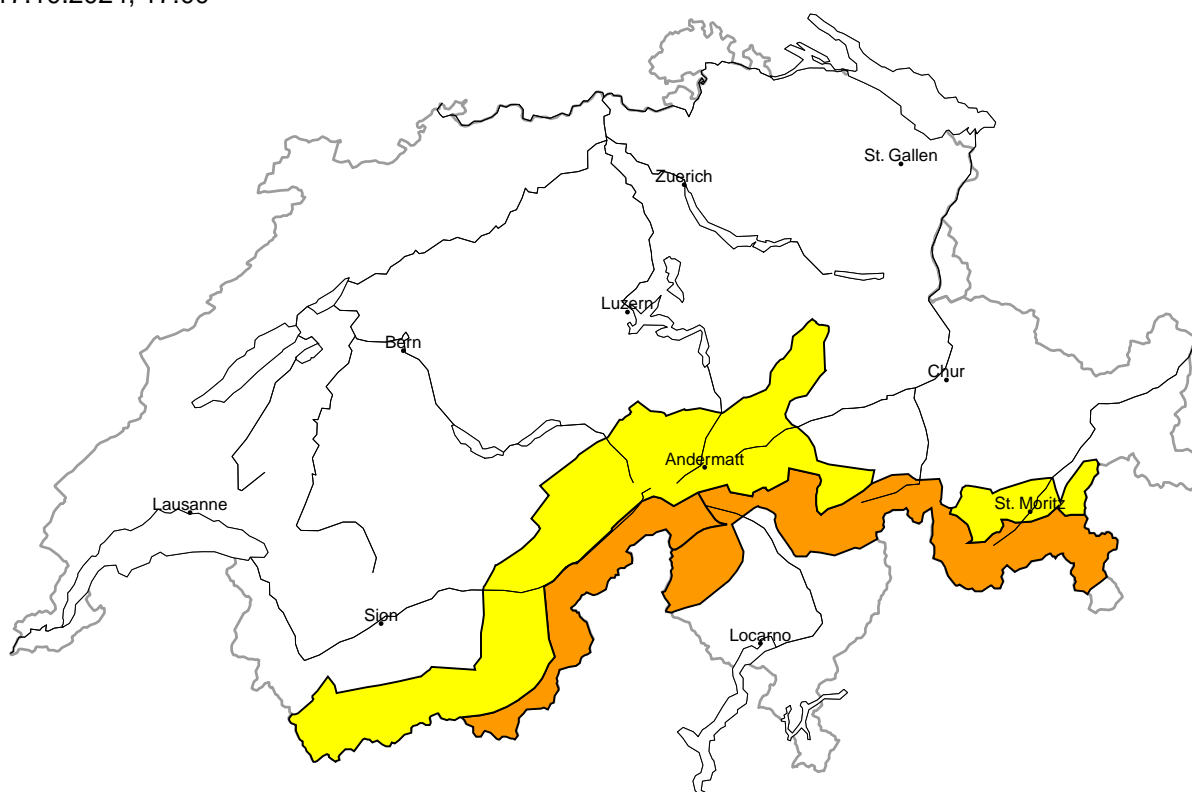 St. Gallen
Zuerich
Luzern
Bern
Chur
Andermatt
Lausanne
St. Moritz
Sion
Locarno